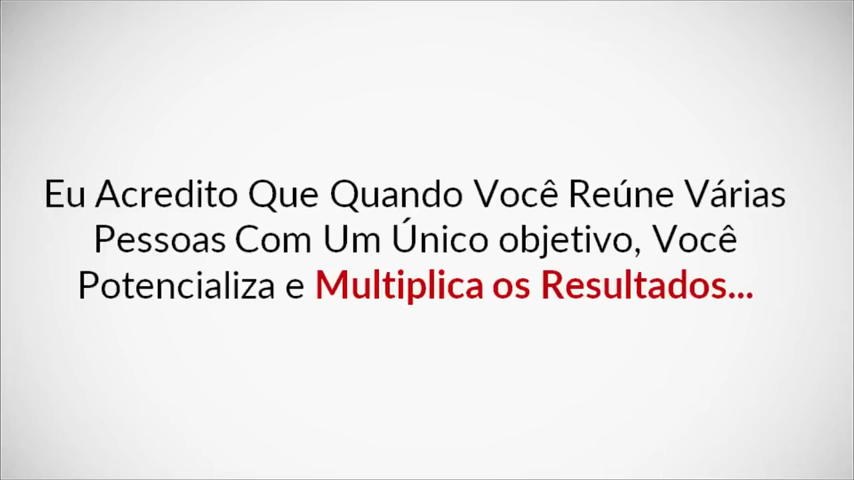 Eu Acredito Que Quando Você Reúne Várias
Pessoas Com Um Único objetivo, Você
Potencializa e Multiplica os Resultados...